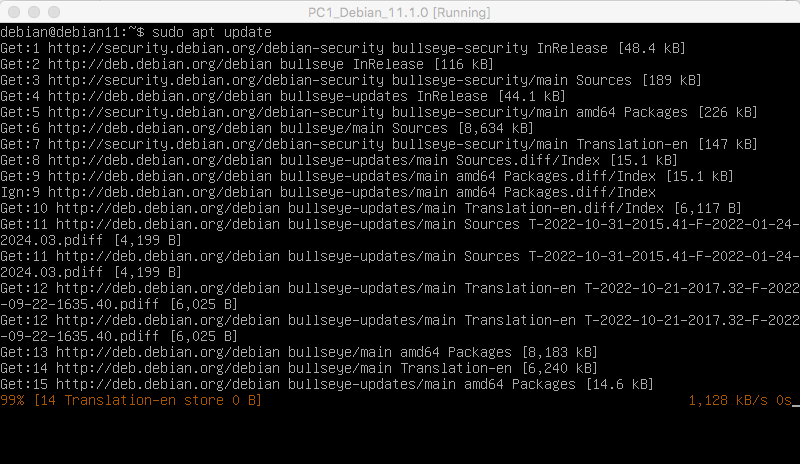 PC1_Debian_11.1.0 [Running]
debian@debian11:~$ sudo apt update
Get:1 http://security.debian.org/debian-security bullseye-security InRelease [48.4 kB]
Get:2 http://deb.debian.org/debian bullseye InRelease [116 kB]
Get:3 http://security.debian.org/debian-security bullseye-security/main Sources [189 kB]
Get:4 http://deb.debian.org/debian bullseye-updates InRelease [44.1 kB]
Get:5 http://security.debian.org/debian-security bullseye-security/main amd64 Packages [226 kB]
Get:6 http://deb.debian.org/debian bullseye/main Sources [8,634 kB]
Get:7 http://security.debian.org/debian-security bullseye-security/main Translation-en [147 kB]
Get:8 http://deb.debian.org/debian bullseye-updates/main Sources.diff/Index [15.1 kB]
Get:9 http://deb.debian.org/debian bullseye-updates/main amd64 Packages.diff/Index [15.1 kB]
Ign:9 http://deb.debian.org/debian bullseye-updates/main amd64 Packages.diff/Index
Get:10 http://deb.debian.org/debian bullseye-updates/main Translation-en.diff/Index [6,117 B]
Get:11 http://deb.debian.org/debian bullseye-updates/main Sources T-2022-10-31-2015.41-F-2022-01-24-
2024.03.pdiff [4,199 B]
Get:11 http://deb.debian.org/debian bullseye-updates/main Sources T-2022-10-31-2015.41-F-2022-01-24-
2024.03.pdiff [4,199 B]
Get:12 http://deb.debian.org/debian bullseye-updates/main Translation-en T-2022-10-21-2017.32-F-2022
-09-22-1635.40.pdiff [6,025 B]
Get:12 http://deb.debian.org/debian bullseye-updates/main Translation-en T-2022-10-21-2017.32-F-2022
-09-22-1635.40.pdiff [6,025 B]
Get:13 http://deb.debian.org/debian bullseye/main amd64 Packages [8,183 kB]
Get:14 http://deb.debian.org/debian bullseye/main Translation-en [6,240 kB]
Get:15 http://deb.debian.org/debian bullseye-updates/main amd64 Packages [14.6 kB]
99% [14 Translation-en store 0 B] 1,128 kB/s 0s_